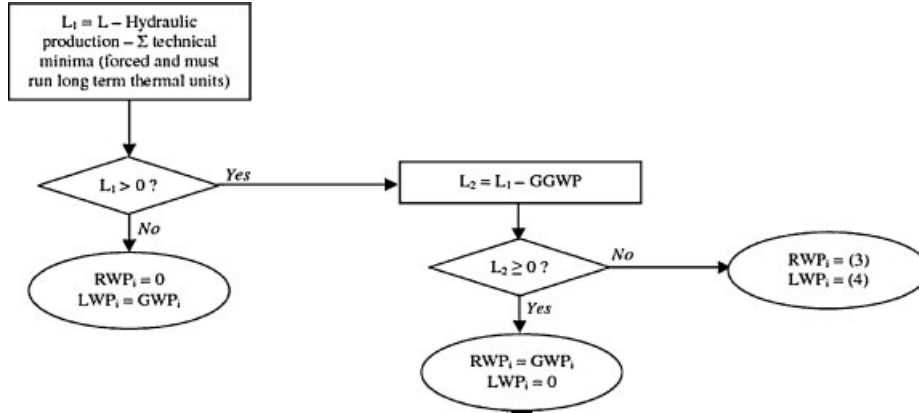 L₁ = L – Hydraulic
production – Σ technical
minima (forced and must
run long term thermal units)
L₁ > 0 ?
Yes
No
RWPᵢ = 0
LWPᵢ = GWPᵢ
L₂ = L₁ – GGWP
L₂ ≥ 0 ?
No
Yes
RWPᵢ = (3)
LWPᵢ = (4)
RWPᵢ = GWPᵢ
LWPᵢ = 0